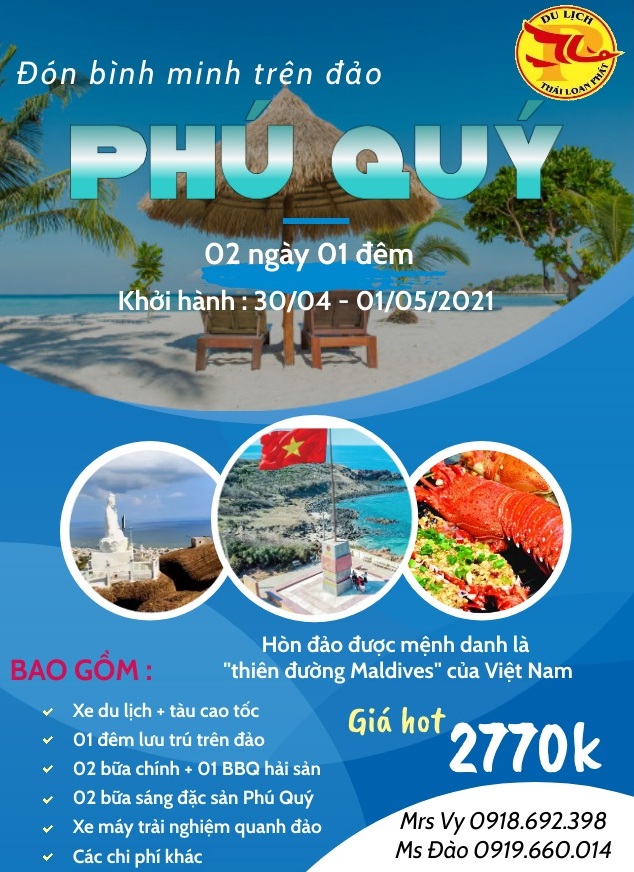 DU LỊCH
THÁI LOAN PHÁT
Đón bình minh trên đảo
PHÚ QUÝ
02 ngày 01 đêm
Khởi hành : 30/04 - 01/05/2021
Hòn đảo được mệnh danh là
"thiên đường Maldives" của Việt Nam
BAO GỒM :
Xe du lịch + tàu cao tốc
01 đêm lưu trú trên đảo
02 bữa chính + 01 BBQ hải sản
02 bữa sáng đặc sản Phú Quý
Xe máy trải nghiệm quanh đảo
Các chi phí khác
Giá hot
2770k
Mrs Vy 0918.692.398
Ms Đào 0919.660.014